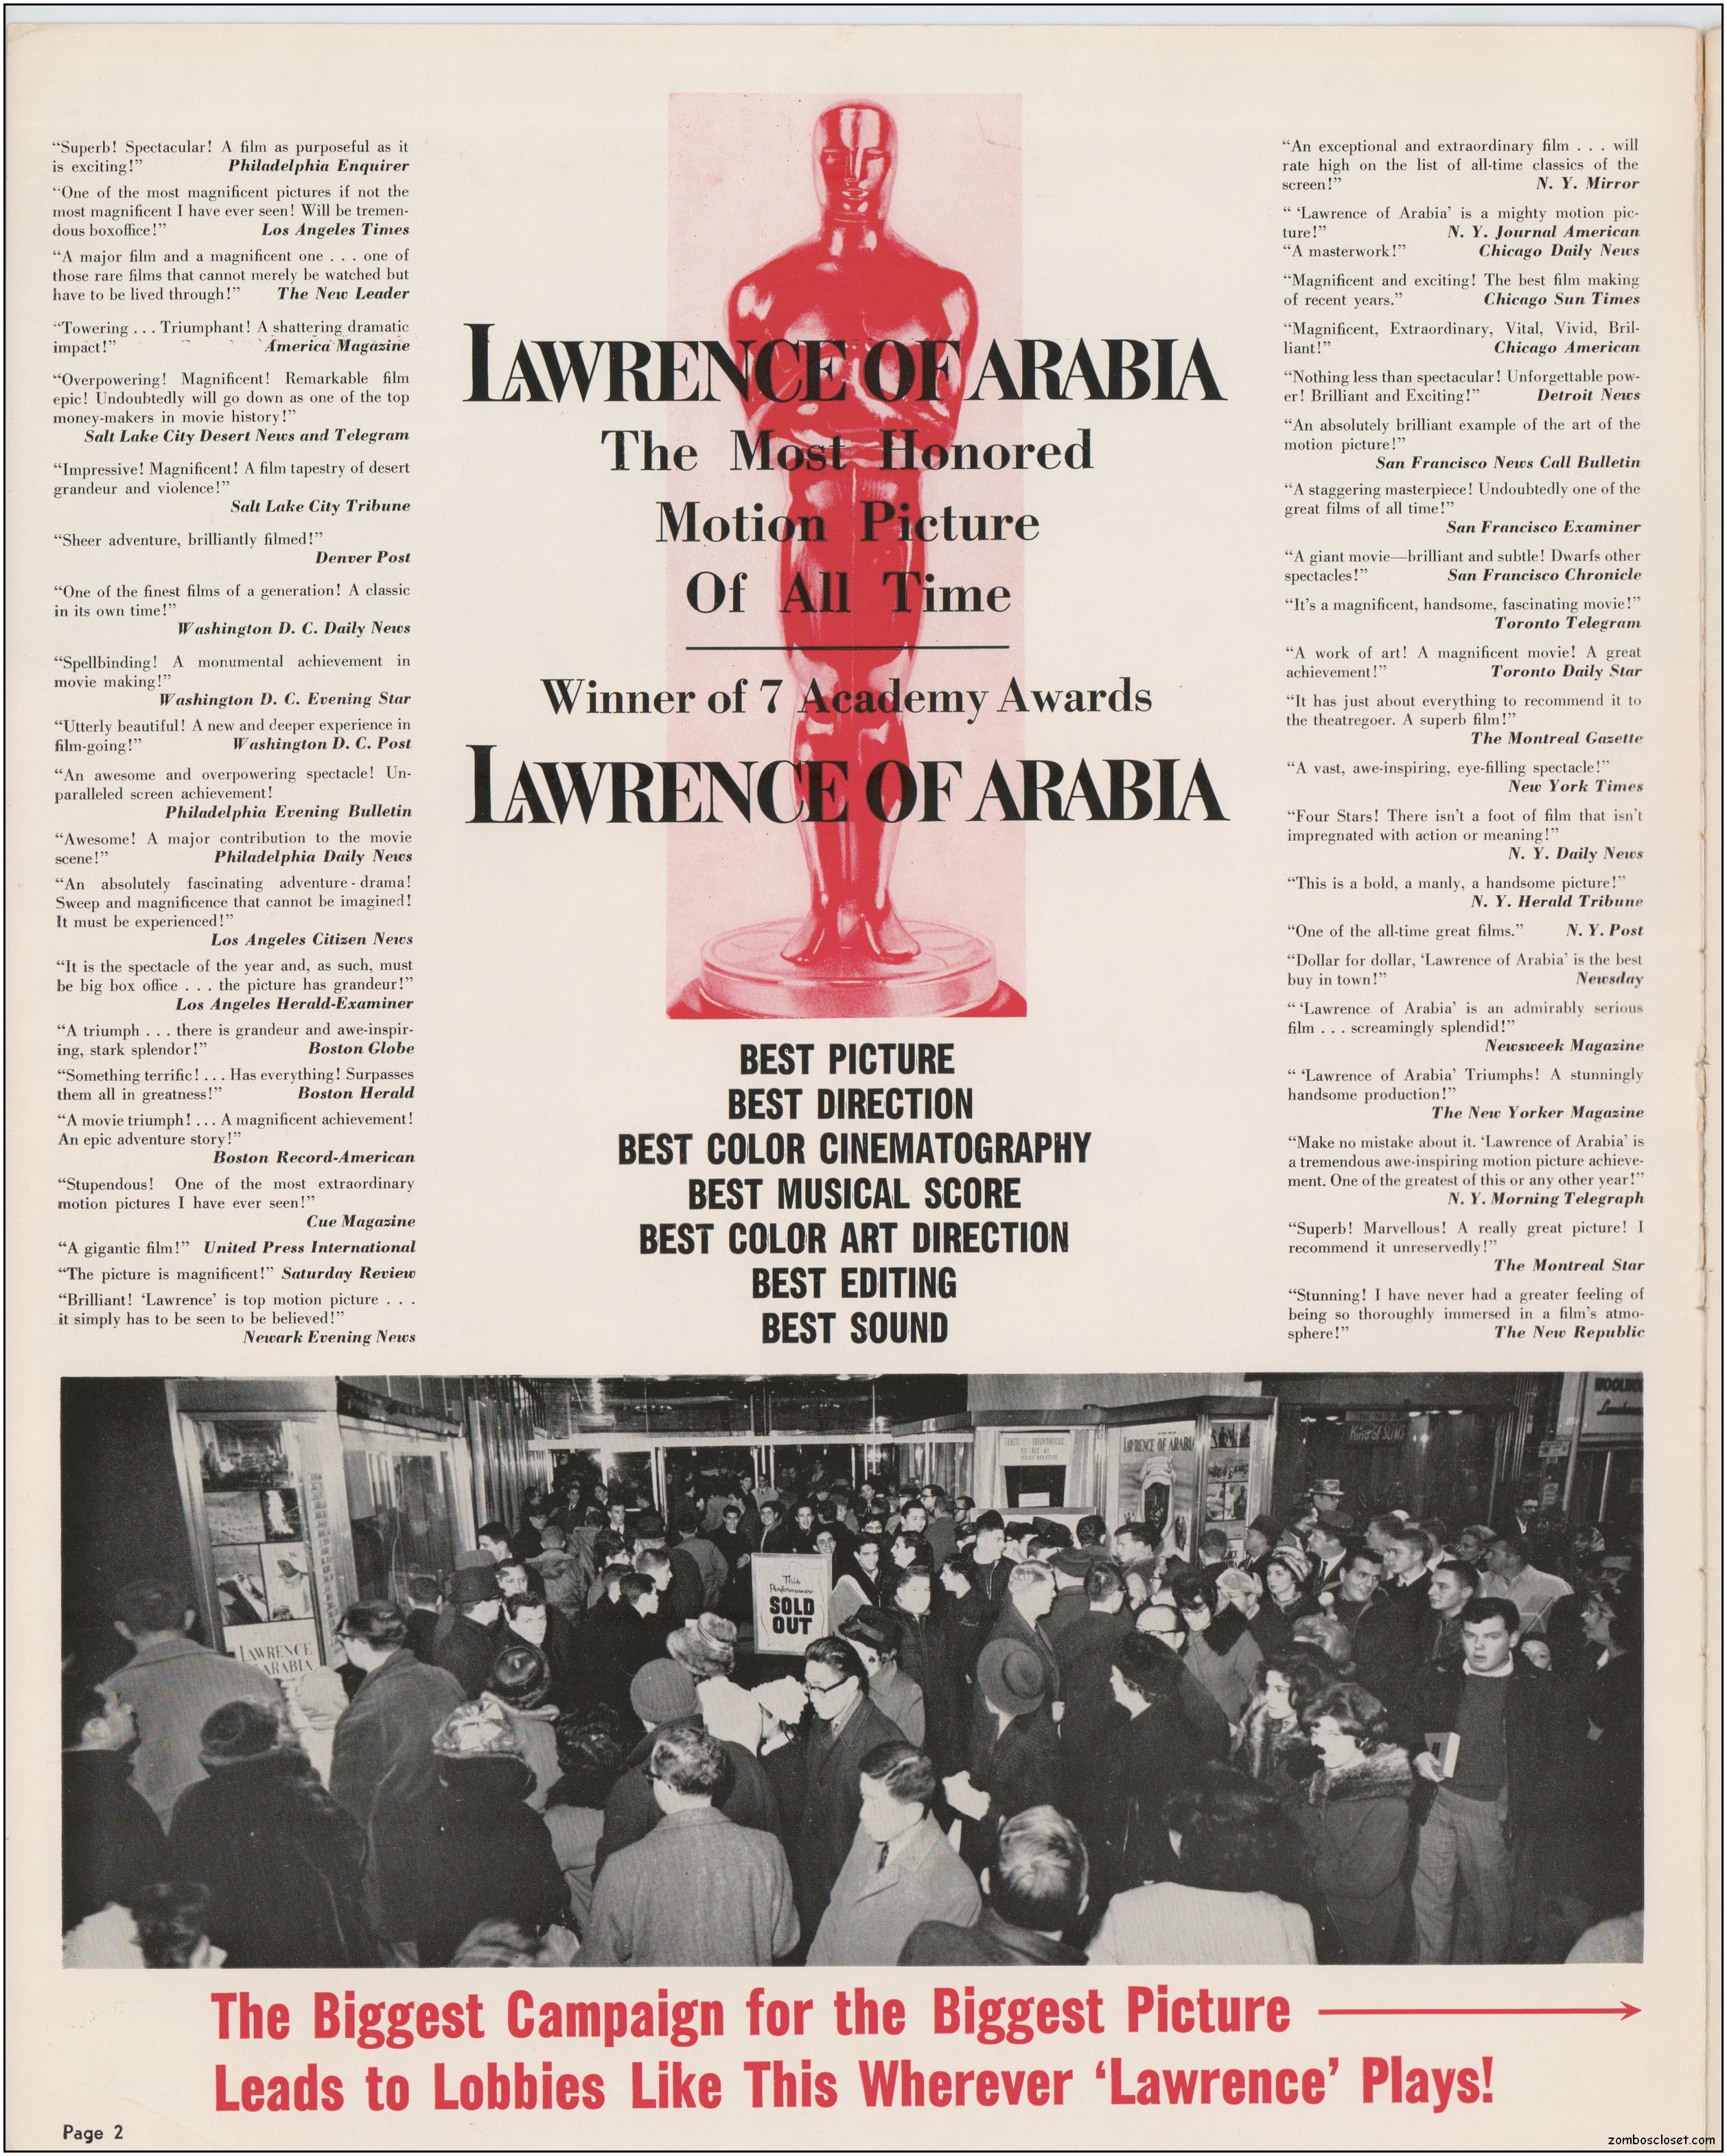 “Superb! Spectacular! A film as purposeful as it
is exciting!” Philadelphia Enquirer
“One of the most magnificent pictures if not the
most magnificent I have ever seen! Will be tremen-
dous boxoffice!” Los Angeles Times
“A major film and a magnificent one . . . one of
those rare films that cannot merely be watched but
have to be lived through!” The New Leader
“Towering . . . Triumphant! A shattering dramatic
impact!” America Magazine
“Overpowering! Magnificent! Remarkable film
epic! Undoubtedly will go down as one of the top
money-makers in movie history!”
Salt Lake City Desert News and Telegram
“Impressive! Magnificent! A film tapestry of desert
grandeur and violence!”
Salt Lake City Tribune
“Sheer adventure, brilliantly filmed!”
Denver Post
“One of the finest films of a generation! A classic
in its own time!”
Washington D. C. Daily News
“Spellbinding! A monumental achievement in
movie making!”
Washington D. C. Evening Star
“Utterly beautiful! A new and deeper experience in
film-going!” Washington D. C. Post
“An awesome and overpowering spectacle! Un-
paralleled screen achievement!
Philadelphia Evening Bulletin
“Awesome! A major contribution to the movie
scene!” Philadelphia Daily News
“An absolutely fascinating adventure-drama!
Sweep and magnificence that cannot be imagined!
It must be experienced!”
Los Angeles Citizen News
“It is the spectacle of the year and, as such, must
be big box office . . . the picture has grandeur!”
Los Angeles Herald-Examiner
“A triumph . . . there is grandeur and awe-inspir-
ing, stark splendor!” Boston Globe
“Something terrific! . . . Has everything! Surpasses
them all in greatness!” Boston Herald
“A movie triumph! . . . A magnificent achievement!
An epic adventure story!”
Boston Record-American
“Stupendous! One of the most extraordinary
motion pictures I have ever seen!”
Cue Magazine
“A gigantic film!” United Press International
“The picture is magnificent!” Saturday Review
“Brilliant! ‘Lawrence’ is top motion picture . . .
it simply has to be seen to be believed!”
Newark Evening News
LAWRENCE OF ARABIA
The Most Honored
Motion Picture
Of All Time
Winner of 7 Academy Awards
LAWRENCE OF ARABIA
BEST PICTURE
BEST DIRECTION
BEST COLOR CINEMATOGRAPHY
BEST MUSICAL SCORE
BEST COLOR ART DIRECTION
BEST EDITING
BEST SOUND
“An exceptional and extraordinary film . . . will
rate high on the list of all-time classics of the
screen!” N. Y. Mirror
“ ‘Lawrence of Arabia’ is a mighty motion pic-
ture!” N. Y. Journal American
“A masterwork!” Chicago Daily News
“Magnificent and exciting! The best film making
of recent years.” Chicago Sun Times
“Magnificent, Extraordinary, Vital, Vivid, Bril-
liant!” Chicago American
“Nothing less than spectacular! Unforgettable pow-
er! Brilliant and Exciting!” Detroit News
“An absolutely brilliant example of the art of the
motion picture!”
San Francisco News Call Bulletin
“A staggering masterpiece! Undoubtedly one of the
great films of all time!”
San Francisco Examiner
“A giant movie—brilliant and subtle! Dwarfs other
spectacles!” San Francisco Chronicle
“It’s a magnificent, handsome, fascinating movie!”
Toronto Telegram
“A work of art! A magnificent movie! A great
achievement!” Toronto Daily Star
“It has just about everything to recommend it to
the theatregoer. A superb film!”
The Montreal Gazette
“A vast, awe-inspiring, eye-filling spectacle!”
New York Times
“Four Stars! There isn’t a foot of film that isn’t
impregnated with action or meaning!”
N. Y. Daily News
“This is a bold, a manly, a handsome picture!”
N. Y. Herald Tribune
“One of the all-time great films.” N. Y. Post
“Dollar for dollar, ‘Lawrence of Arabia’ is the best
buy in town!” Newsday
“ ‘Lawrence of Arabia’ is an admirably serious
film . . . screamingly splendid!”
Newsweek Magazine
“ ‘Lawrence of Arabia’ Triumphs! A stunningly
handsome production!”
The New Yorker Magazine
“Make no mistake about it. ‘Lawrence of Arabia’ is
a tremendous awe-inspiring motion picture achieve-
ment. One of the greatest of this or any other year!”
N. Y. Morning Telegraph
“Superb! Marvellous! A really great picture! I
recommend it unreservedly!”
The Montreal Star
“Stunning! I have never had a greater feeling of
being so thoroughly immersed in a film’s atmo-
sphere!” The New Republic
LAWRENCE OF ARABIA
King of SLIMS
This
Performance
SOLD
OUT
LAWRENCE
ARABIA
The Biggest Campaign for the Biggest Picture
Leads to Lobbies Like This Wherever ‘Lawrence’ Plays!
Page 2
zomboscloset.com